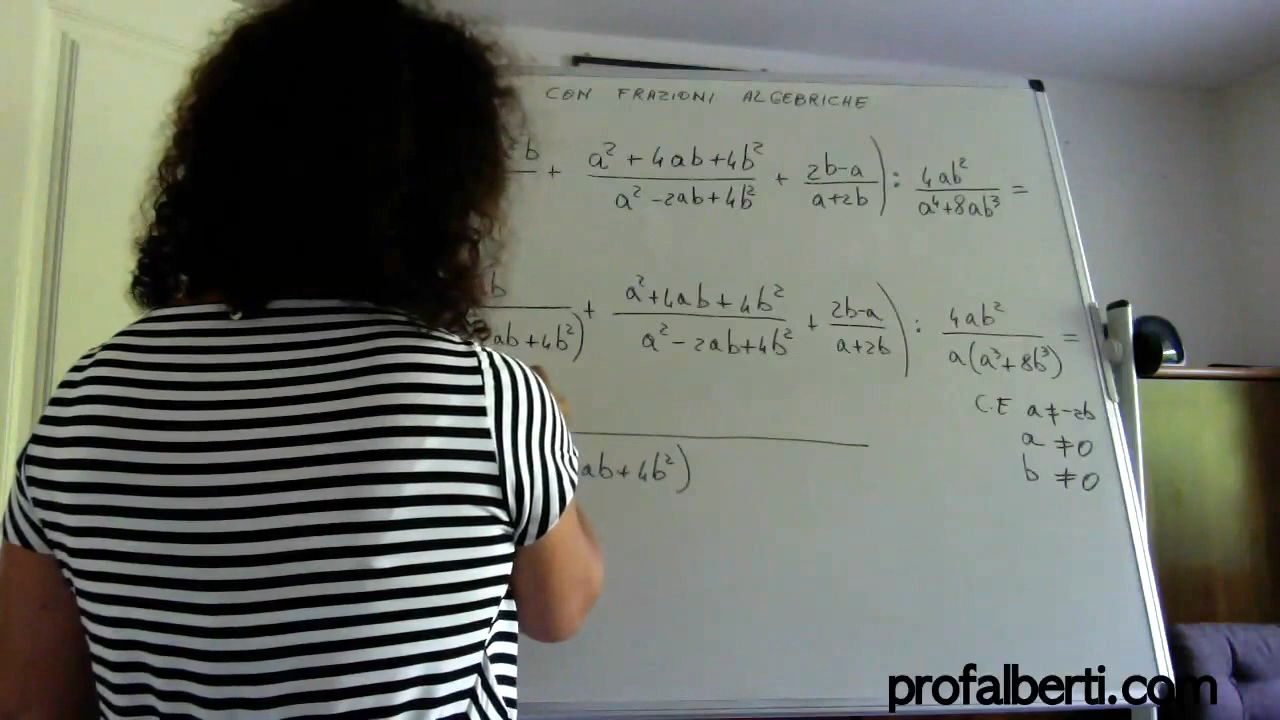 CON FRAZIONI ALGEBRICHE
²b + (a² + 4ab + 4b²)/(a² - 2ab + 4b²) + (2b-a)/(a+2b) ) : 4ab²/(a⁴+8ab³) =
b/ab+4b²) + (a²+4ab+4b²)/(a²-2ab+4b²) + (2b-a)/(a+2b) ) : 4ab²/(a(a³+8b³)) =
C.E a≠-2b
a ≠0
b ≠0
ab+4b²)
profalberti.com